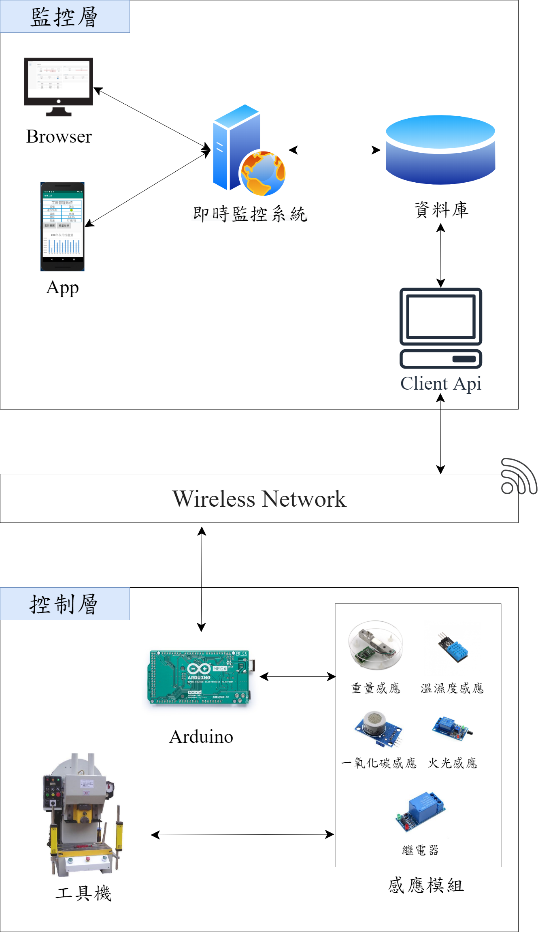 監控層
Browser
App
即時監控系統
資料庫
Client Api
Wireless Network
控制層
Arduino
重量感應
溫濕度感應
一氧化碳感應
火光感應
繼電器
感應模組
工具機